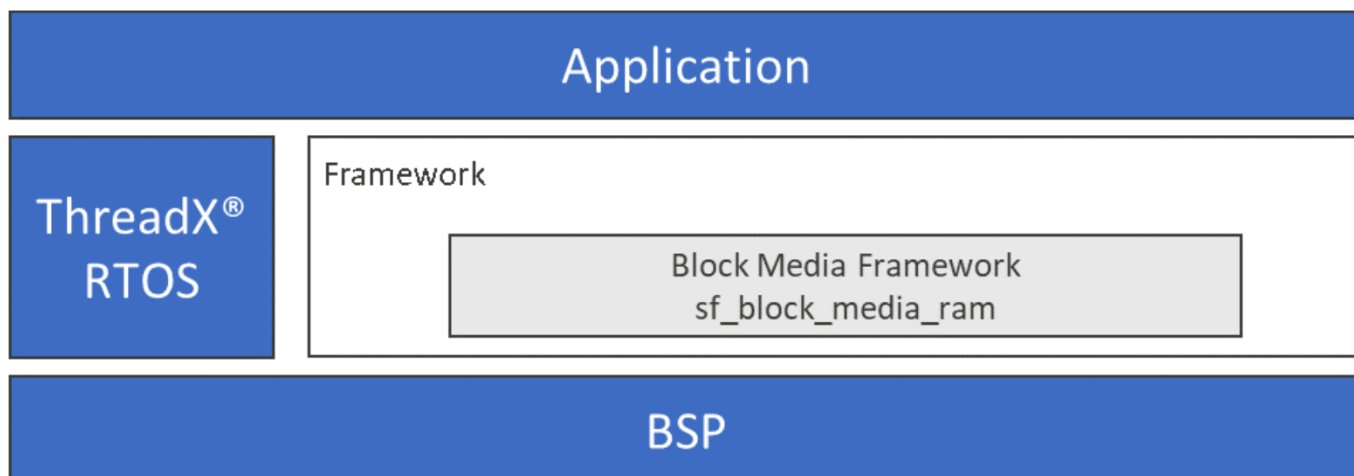 Application
ThreadX®
RTOS
Framework
Block Media Framework
sf_block_media_ram
BSP